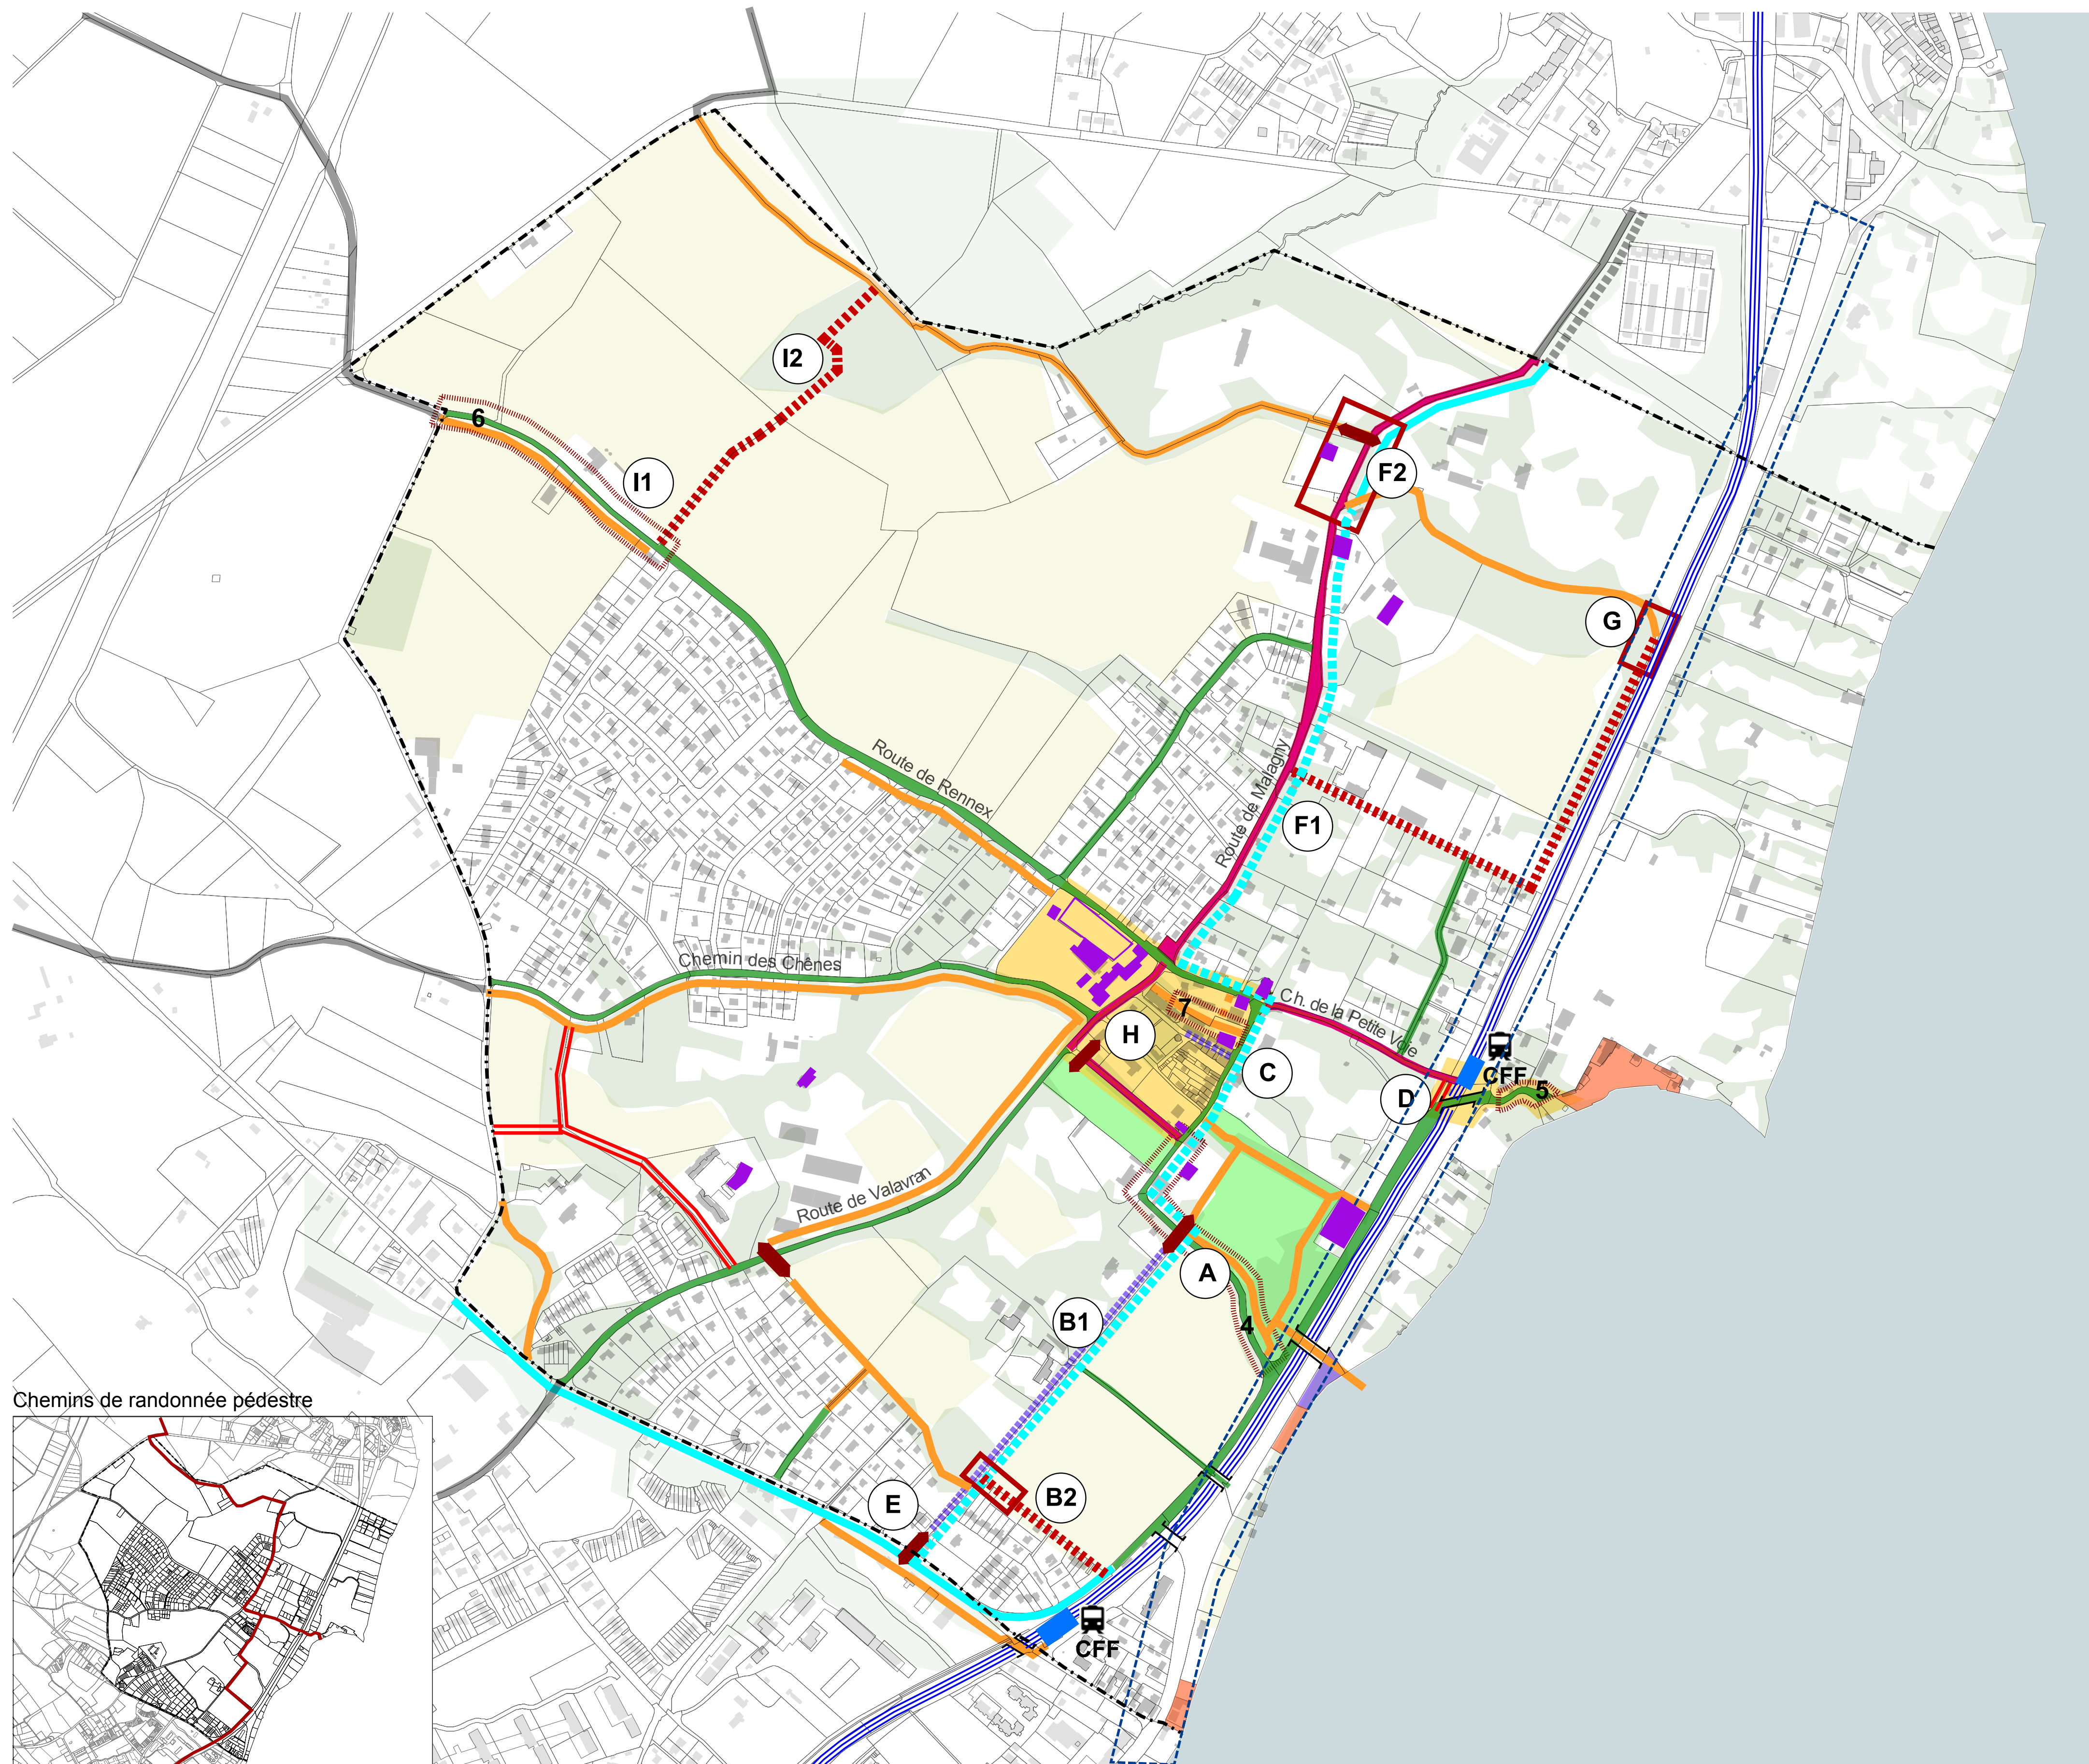 I2
6
I1
F2
G
Route de Rennex
Route de Malagny
F1
Chemin des Chênes
7
Ch. de la Petite Voie
H
C
CFF
5
D
Route de Valavran
A
B1
4
Chemins de randonnée pédestre
E
B2
CFF